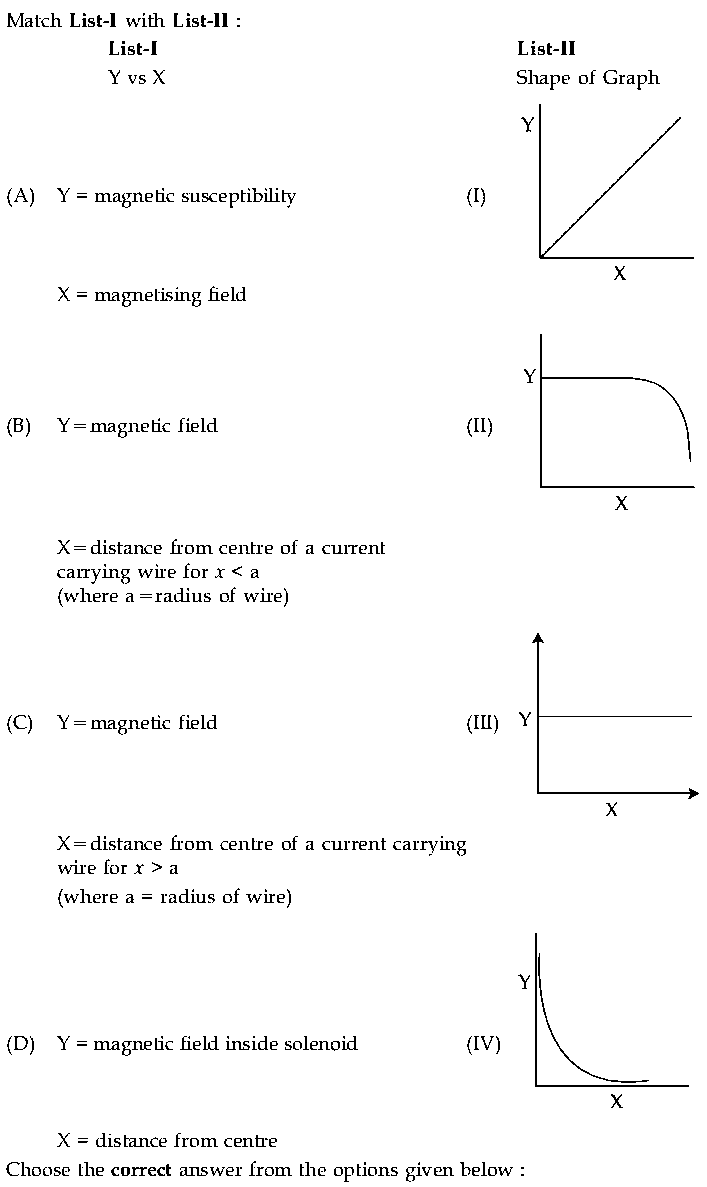 Match List-I with List-II :
List-I List-II
Y vs X Shape of Graph
Y
(A) Y = magnetic susceptibility (I)
X
X = magnetising field
Y
(B) Y=magnetic field (II)
X
X=distance from centre of a current
carrying wire for x < a
(where a=radius of wire)
(C) Y=magnetic field (III) Y
X
X=distance from centre of a current carrying
wire for x > a
(where a = radius of wire)
Y
(D) Y = magnetic field inside solenoid (IV)
X
X = distance from centre
Choose the correct answer from the options given below :